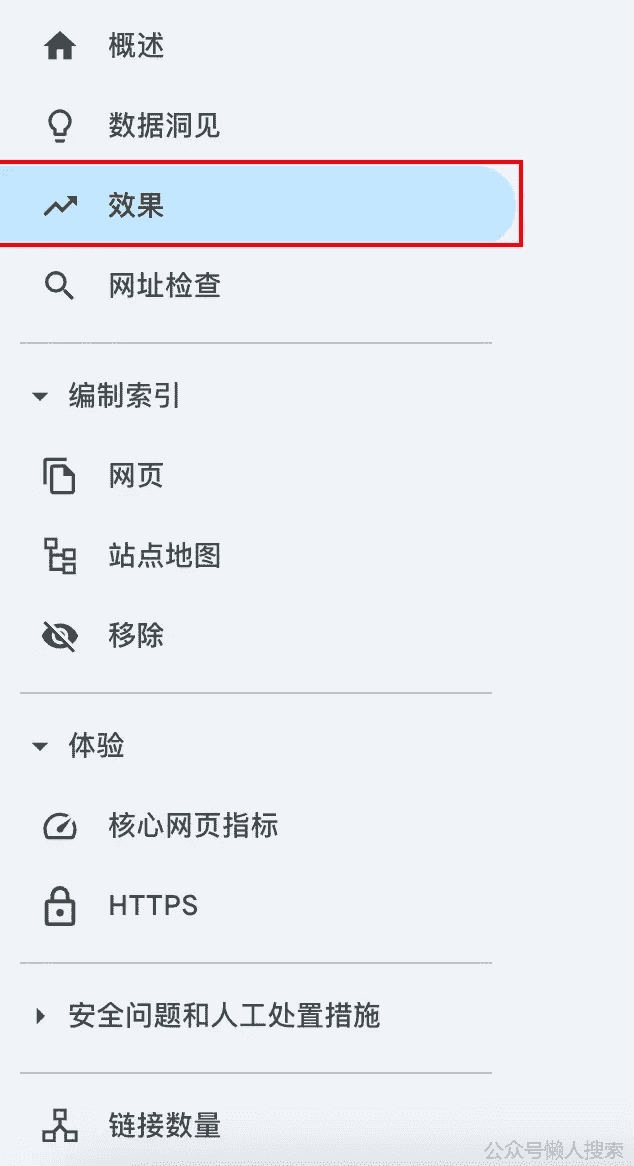 概述
数据洞见
效果
网址检查
编制索引
网页
站点地图
移除
体验
核心网页指标
HTTPS
安全问题和人工处置措施
链接数量
公众号懒人搜索